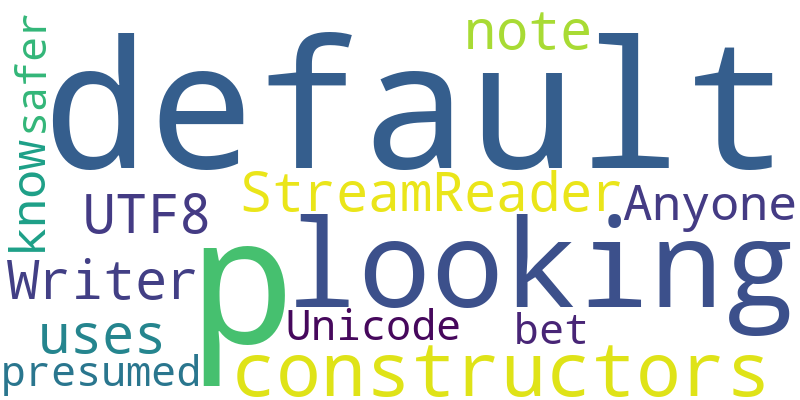 note
default
safer
know
StreamReader
UTF8
Anyone
looking
p
Writer
Unicode
bet
uses
constructors
presumed